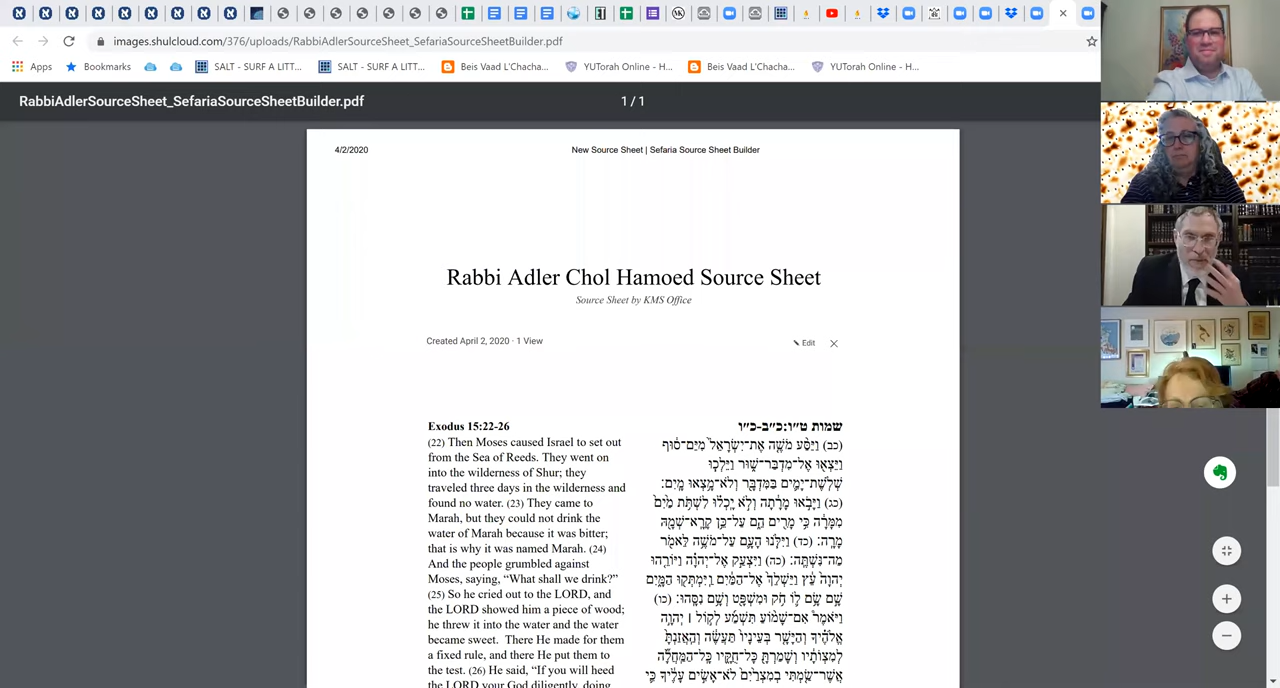 images.shulcloud.com/376/uploads/RabbiAdlerSourceSheet_SefariaSourceSheetBuilder.pdf
Apps Bookmarks SALT - SURF A LITT... SALT - SURF A LITT... Beis Vaad L'Chacha... YUTorah Online - H... Beis Vaad L'Chacha... YUTorah Online - H...
RabbiAdlerSourceSheet_SefariaSourceSheetBuilder.pdf 1 / 1
4/2/2020 New Source Sheet | Sefaria Source Sheet Builder
Rabbi Adler Chol Hamoed Source Sheet
Source Sheet by KMS Office
Created April 2, 2020 · 1 View Edit
Exodus 15:22-26
(22) Then Moses caused Israel to set out
from the Sea of Reeds. They went on
into the wilderness of Shur; they
traveled three days in the wilderness and
found no water. (23) They came to
Marah, but they could not drink the
water of Marah because it was bitter;
that is why it was named Marah. (24)
And the people grumbled against
Moses, saying, “What shall we drink?”
(25) So he cried out to the LORD, and
the LORD showed him a piece of wood;
he threw it into the water and the water
became sweet. There He made for them
a fixed rule, and there He put them to
the test. (26) He said, “If you will heed
the LORD your God diligently, doing
שמות ט״ו:כ״ב-כ״ו
(כב) וַיַּסַּ֨ע מֹשֶׁ֤ה אֶת־יִשְׂרָאֵל֙ מִיַּם־ס֔וּף
וַיֵּצְא֖וּ אֶל־מִדְבַּר־שׁ֑וּר וַיֵּלְכ֧וּ
שְׁלֹֽשֶׁת־יָמִ֛ים בַּמִּדְבָּ֖ר וְלֹא־מָ֥צְאוּ מָֽיִם׃
(כג) וַיָּבֹ֣אוּ מָרָ֔תָה וְלֹ֣א יָֽכְל֗וּ לִשְׁתֹּ֥ת מַ֙יִם֙
מִמָּרָ֔ה כִּ֥י מָרִ֖ים הֵ֑ם עַל־כֵּ֥ן קָרָֽא־שְׁמָ֖הּ
מָרָֽה׃ (כד) וַיִּלֹּ֧נוּ הָעָ֛ם עַל־מֹשֶׁ֥ה לֵּאמֹ֖ר
מַה־נִּשְׁתֶּֽה׃ (כה) וַיִּצְעַ֣ק אֶל־יְהוָ֗ה וַיּוֹרֵ֤הוּ
יְהוָה֙ עֵ֔ץ וַיַּשְׁלֵךְ֙ אֶל־הַמַּ֔יִם וַֽיִּמְתְּק֖וּ הַמָּ֑יִם
שָׁ֣ם שָׂ֥ם ל֛וֹ חֹ֥ק וּמִשְׁפָּ֖ט וְשָׁ֥ם נִסָּֽהוּ׃ (כו)
וַיֹּאמֶר֩ אִם־שָׁמ֨וֹעַ תִּשְׁמַ֜ע לְק֣וֹל ׀ יְהוָ֣ה
אֱלֹהֶ֗יךָ וְהַיָּשָׁ֤ר בְּעֵינָיו֙ תַּעֲשֶׂ֔ה וְהַֽאֲזַנְתָּ֙
לְמִצְוֺתָ֔יו וְשָׁמַרְתָּ֖ כָּל־חֻקָּ֑יו כָּֽל־הַמַּֽחֲלָ֞ה
אֲשֶׁר־שַׂ֤מְתִּי בְמִצְרַ֙יִם֙ לֹא־אָשִׂ֣ים עָלֶ֔יךָ כִּ֛י